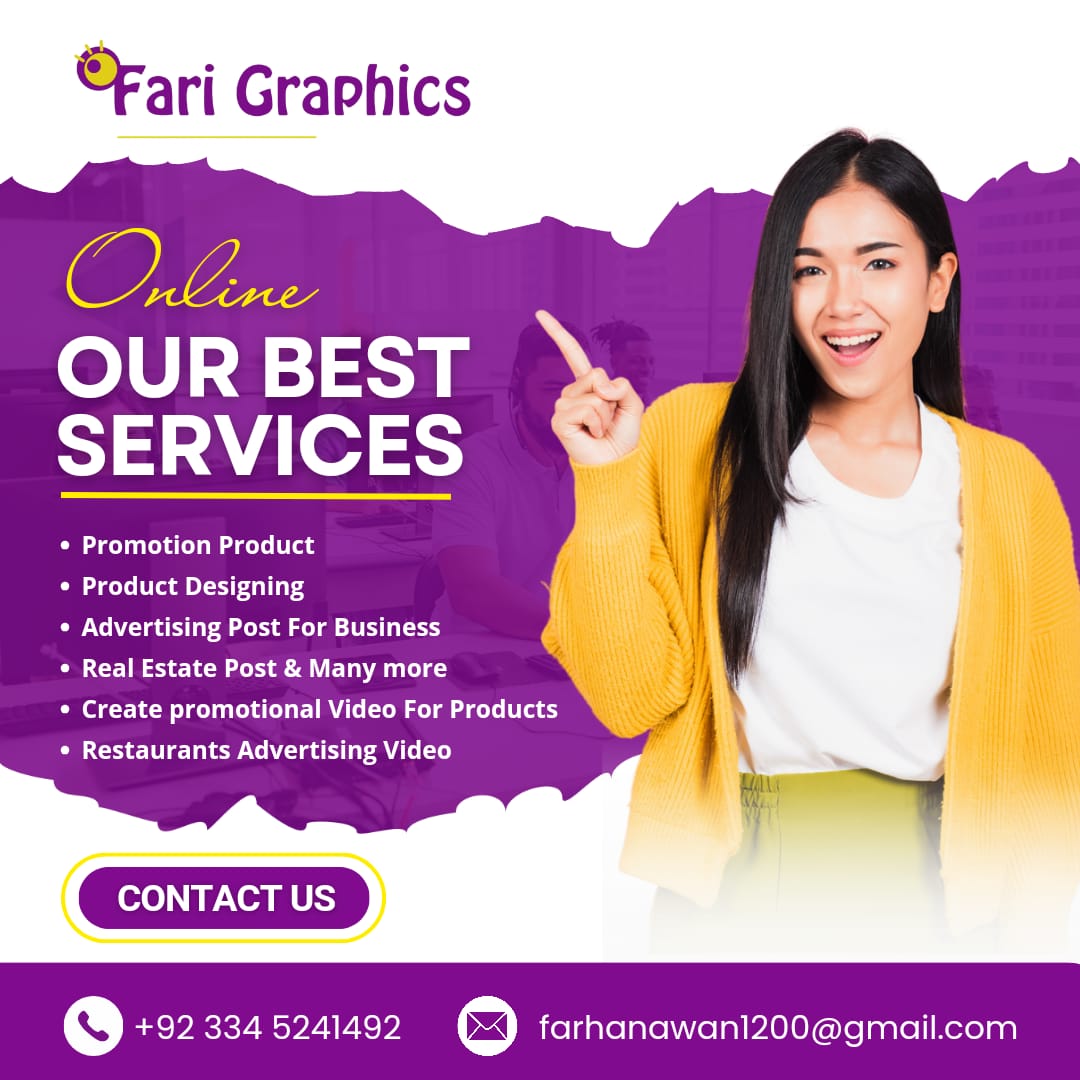 Fari Graphics
Online
OUR BEST
SERVICES
• Promotion Product
• Product Designing
• Advertising Post For Business
• Real Estate Post & Many more
• Create promotional Video For Products
• Restaurants Advertising Video
CONTACT US
+92 334 5241492
farhanawan1200@gmail.com